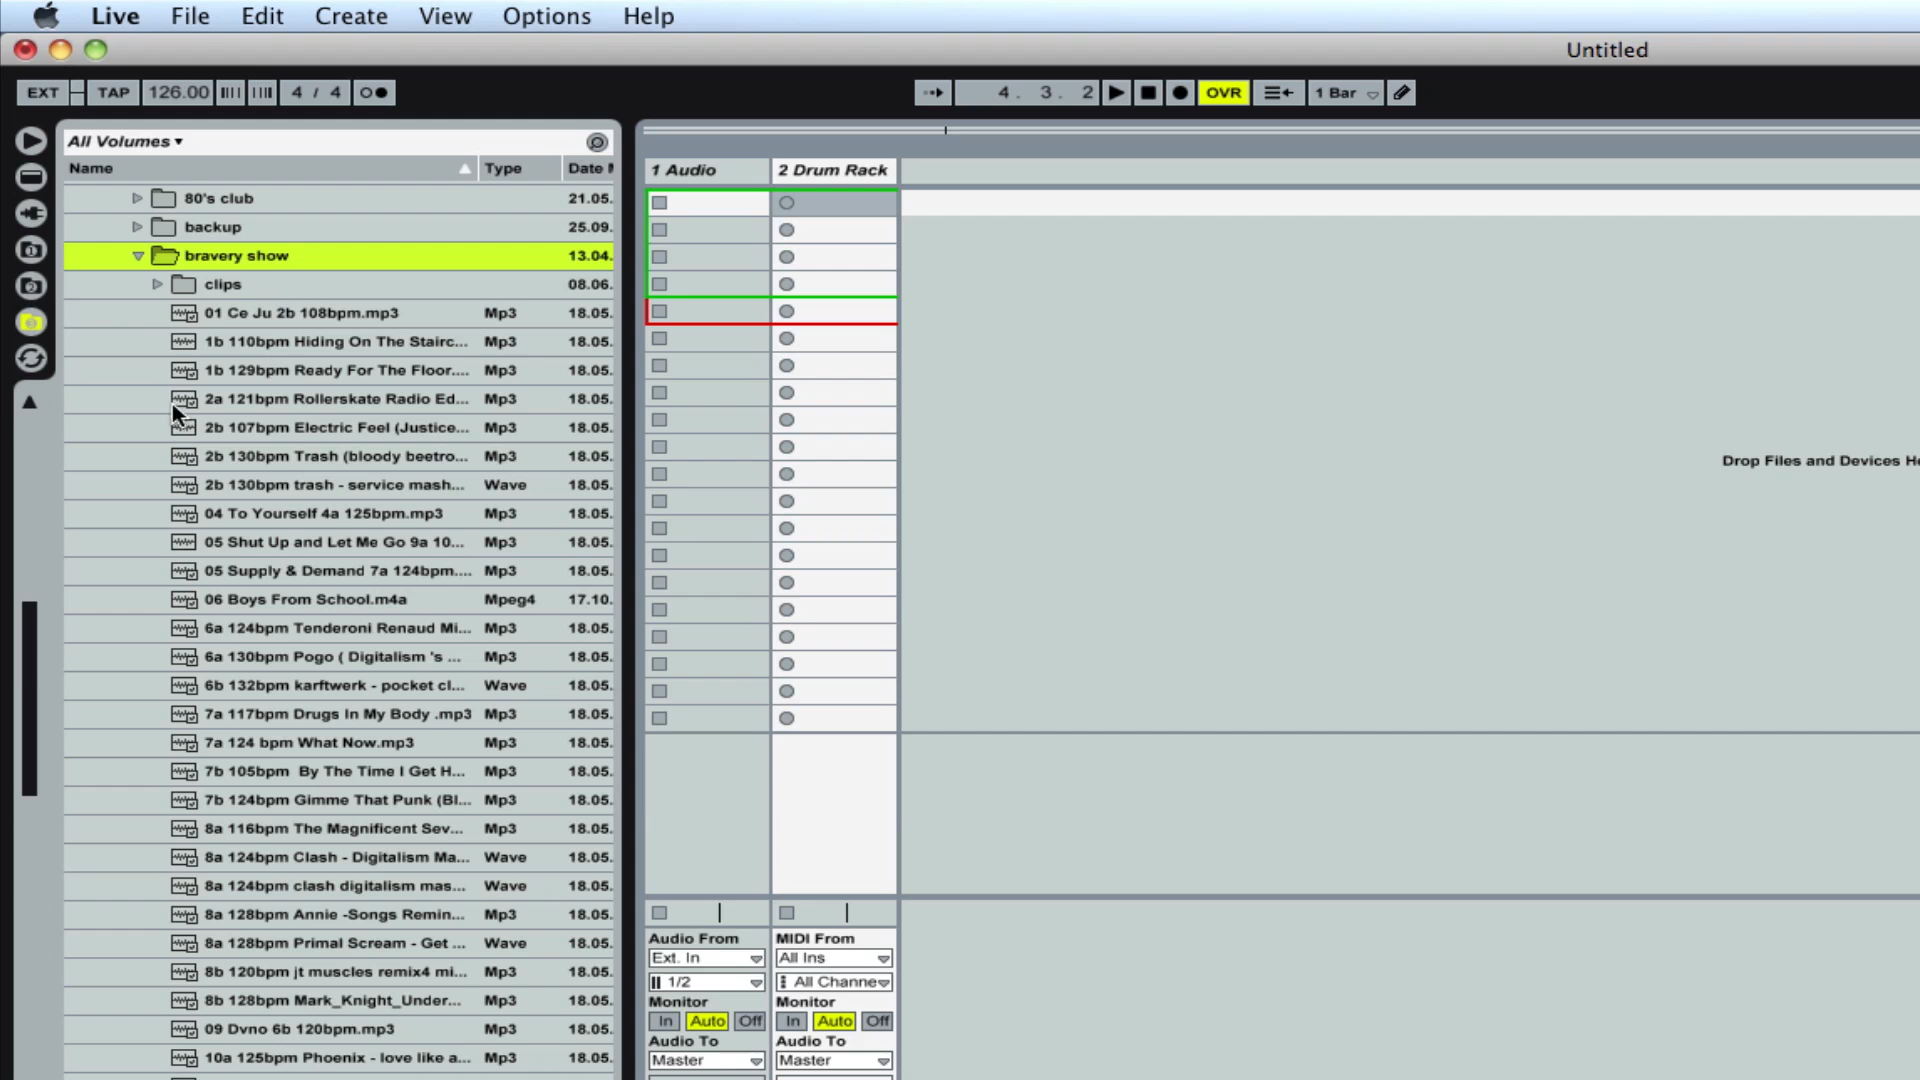 Live File Edit Create View Options Help
Untitled
EXT TAP 126.00 4 / 4
4. 3. 2 OVR 1 Bar
All Volumes
Name Type Date
1 Audio 2 Drum Rack
80's club 21.05.
backup 25.09.
bravery show 13.04.
clips 08.06.
01 Ce Ju 2b 108bpm.mp3 Mp3 18.05.
1b 110bpm Hiding On The Stairc... Mp3 18.05.
1b 129bpm Ready For The Floor.... Mp3 18.05.
2a 121bpm Rollerskate Radio Ed... Mp3 18.05.
2b 107bpm Electric Feel (Justice... Mp3 18.05.
2b 130bpm Trash (bloody beetro... Mp3 18.05.
Drop Files and Devices He
2b 130bpm trash - service mash... Wave 18.05.
04 To Yourself 4a 125bpm.mp3 Mp3 18.05.
05 Shut Up and Let Me Go 9a 10... Mp3 18.05.
05 Supply & Demand 7a 124bpm.... Mp3 18.05.
06 Boys From School.m4a Mpeg4 17.10.
6a 124bpm Tenderoni Renaud Mi... Mp3 18.05.
6a 130bpm Pogo ( Digitalism 's ... Mp3 18.05.
6b 132bpm karftwerk - pocket cl... Wave 18.05.
7a 117bpm Drugs In My Body .mp3 Mp3 18.05.
7a 124 bpm What Now.mp3 Mp3 18.05.
7b 105bpm  By The Time I Get H... Mp3 18.05.
7b 124bpm Gimme That Punk (Bl... Mp3 18.05.
8a 116bpm The Magnificent Sev... Mp3 18.05.
8a 124bpm Clash - Digitalism Ma... Wave 18.05.
8a 124bpm clash digitalism mas... Wave 18.05.
8a 128bpm Annie -Songs Remin... Mp3 18.05.
8a 128bpm Primal Scream - Get ... Wave 18.05.
8b 120bpm jt muscles remix4 mi... Mp3 18.05.
8b 128bpm Mark_Knight_Under... Mp3 18.05.
09 Dvno 6b 120bpm.mp3 Mp3 18.05.
10a 125bpm Phoenix - love like a... Mp3 18.05.
Audio From MIDI From
Ext. In All Ins
1/2 All Channe
Monitor Monitor
In Auto Off In Auto Off
Audio To Audio To
Master Master